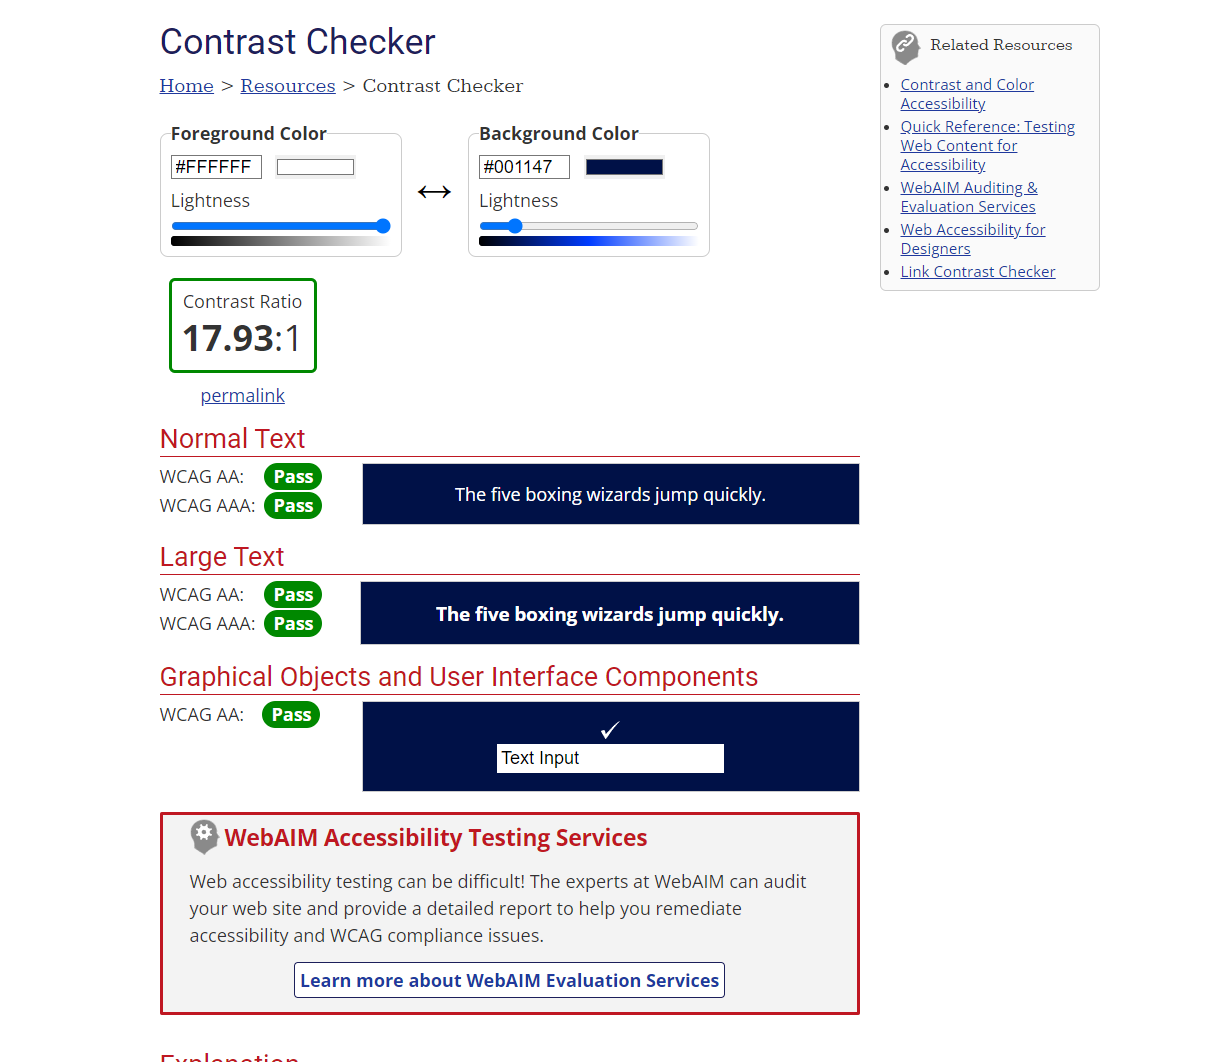 Contrast Checker
Home > Resources > Contrast Checker
Foreground Color
#FFFFFF
Lightness
Background Color
#001147
Lightness
Contrast Ratio
17.93:1
permalink
Normal Text
WCAG AA: Pass
WCAG AAA: Pass
The five boxing wizards jump quickly.
Large Text
WCAG AA: Pass
WCAG AAA: Pass
The five boxing wizards jump quickly.
Graphical Objects and User Interface Components
WCAG AA: Pass
✓
Text Input
WebAIM Accessibility Testing Services
Web accessibility testing can be difficult! The experts at WebAIM can audit
your web site and provide a detailed report to help you remediate
accessibility and WCAG compliance issues.
Learn more about WebAIM Evaluation Services
Explanation
Related Resources
Contrast and Color
Accessibility
Quick Reference: Testing
Web Content for
Accessibility
WebAIM Auditing &
Evaluation Services
Web Accessibility for
Designers
Link Contrast Checker